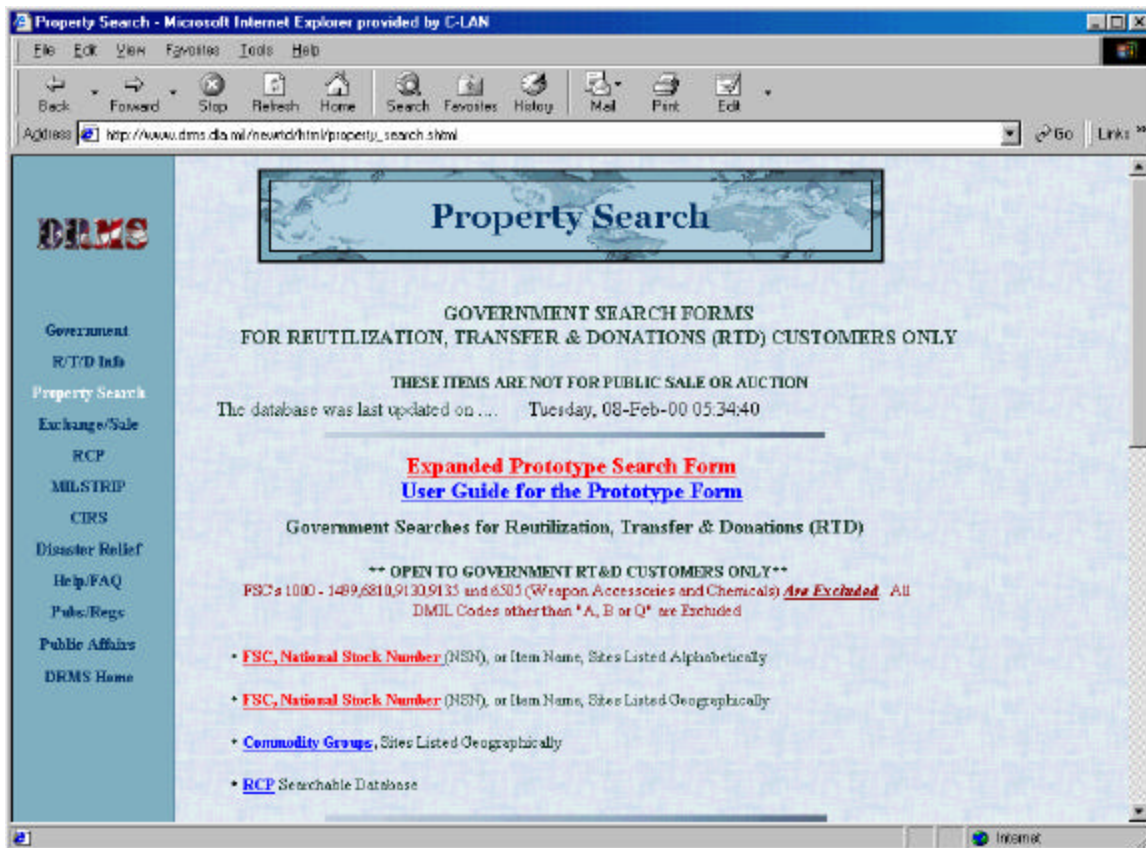 Property Search - Microsoft Internet Explorer provided by C-LAN
File Edit View Favorites Tools Help
Back Forward Stop Refresh Home Search Favorites History Mail Print Edit
Address http://www.drms.dla.mil/newrtd/html/property_search.shtml Go Links »
DRMS
Government
R/T/D Info
Property Search
Exchange/Sale
RCP
MILSTRIP
CIRS
Disaster Relief
Help/FAQ
Pubs/Regs
Public Affairs
DRMS Home
Property Search
GOVERNMENT SEARCH FORMS
FOR REUTILIZATION, TRANSFER & DONATIONS (RTD) CUSTOMERS ONLY
THESE ITEMS ARE NOT FOR PUBLIC SALE OR AUCTION
The database was last updated on .... Tuesday, 08-Feb-00 05:34:40
Expanded Prototype Search Form
User Guide for the Prototype Form
Government Searches for Reutilization, Transfer & Donations (RTD)
** OPEN TO GOVERNMENT RT&D CUSTOMERS ONLY**
FSC's 1000 - 1499,6810,9130,9135 and 6505 (Weapon Accessories and Chemicals) Are Excluded. All
DMIL Codes other than "A, B or Q" are Excluded
* FSC, National Stock Number (NSN), or Item Name, Sites Listed Alphabetically
* FSC, National Stock Number (NSN), or Item Name, Sites Listed Geographically
* Commodity Groups, Sites Listed Geographically
* RCP Searchable Database
Internet